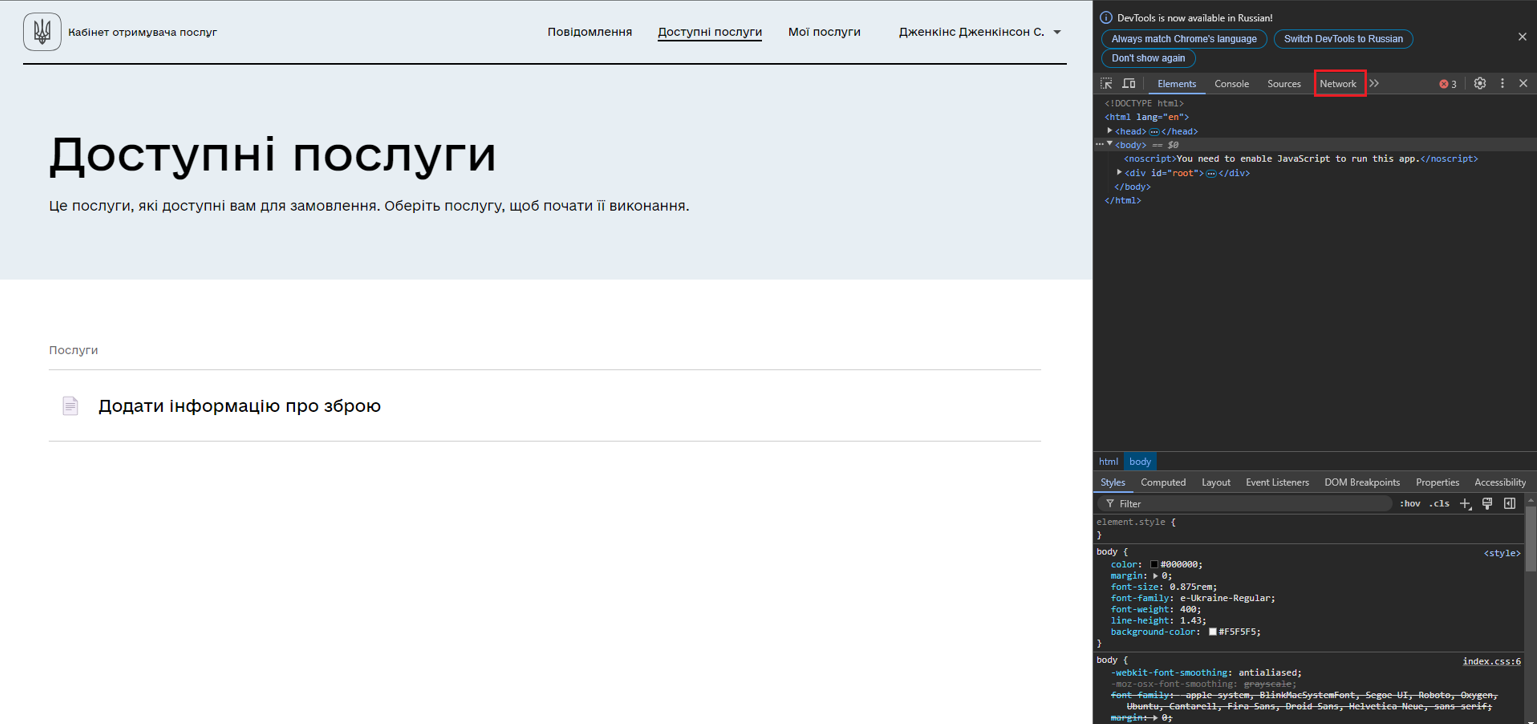 Кабінет отримувача послуг
Повідомлення
Доступні послуги
Мої послуги
Дженкінс Дженкінсон С.
Доступні послуги
Це послуги, які доступні вам для замовлення. Оберіть послугу, щоб почати її виконання.
Послуги
Додати інформацію про зброю
DevTools is now available in Russian!
Always match Chrome's language
Switch DevTools to Russian
Don't show again
Elements Console Sources Network 3
<!DOCTYPE html>
<html lang="en">
<head> </head>
<body> == $0
<noscript>You need to enable JavaScript to run this app.</noscript>
<div id="root"> </div>
</body>
</html>
html body
Styles Computed Layout Event Listeners DOM Breakpoints Properties Accessibility
Filter :hov .cls
element.style {
}
body { <style>
color: #000000;
margin: 0;
font-size: 0.875rem;
font-family: e-Ukraine-Regular;
font-weight: 400;
line-height: 1.43;
background-color: #F5F5F5;
}
body { index.css:6
-webkit-font-smoothing: antialiased;
-moz-osx-font-smoothing: grayscale;
font-family: -apple-system, BlinkMacSystemFont, Segoe UI, Roboto, Oxygen,
Ubuntu, Cantarell, Fira Sans, Droid Sans, Helvetica Neue, sans-serif;
margin: 0;